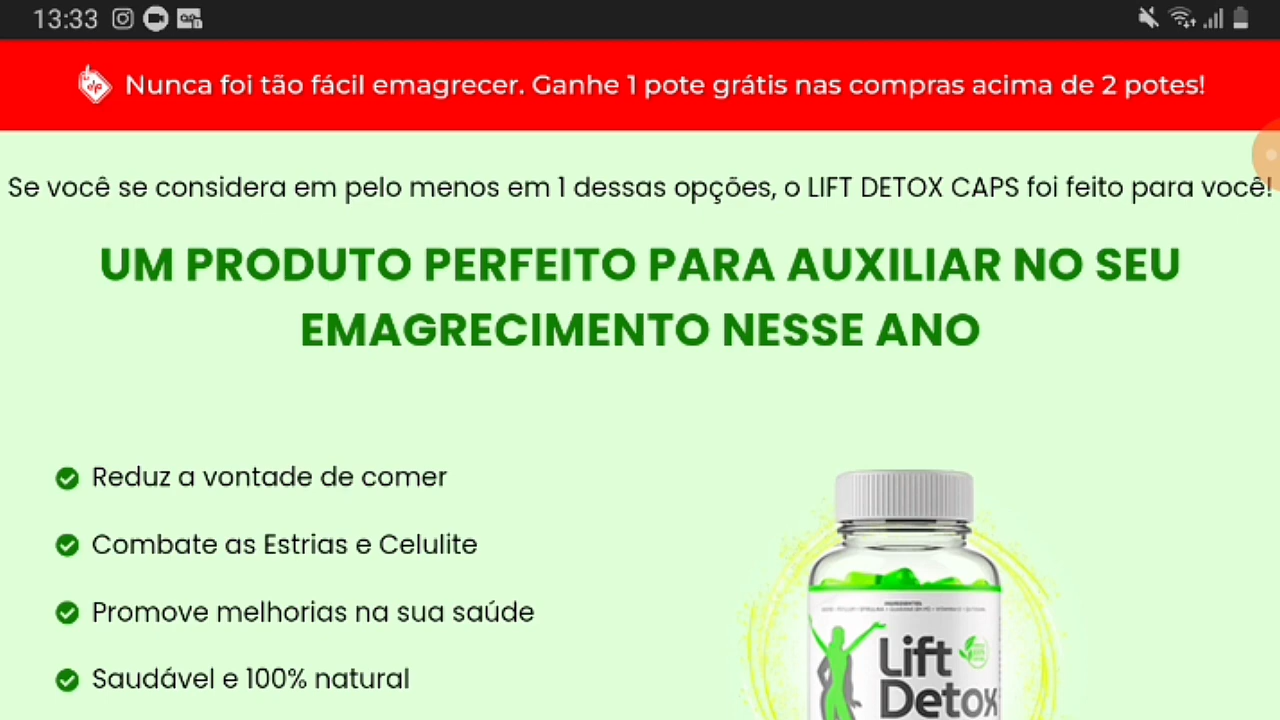 13:33
Nunca foi tão fácil emagrecer. Ganhe 1 pote grátis nas compras acima de 2 potes!
Se você se considera em pelo menos em 1 dessas opções, o LIFT DETOX CAPS foi feito para você!
UM PRODUTO PERFEITO PARA AUXILIAR NO SEU
EMAGRECIMENTO NESSE ANO
Reduz a vontade de comer
Combate as Estrias e Celulite
Promove melhorias na sua saúde
Saudável e 100% natural
INGREDIENTES
Lift
Detox